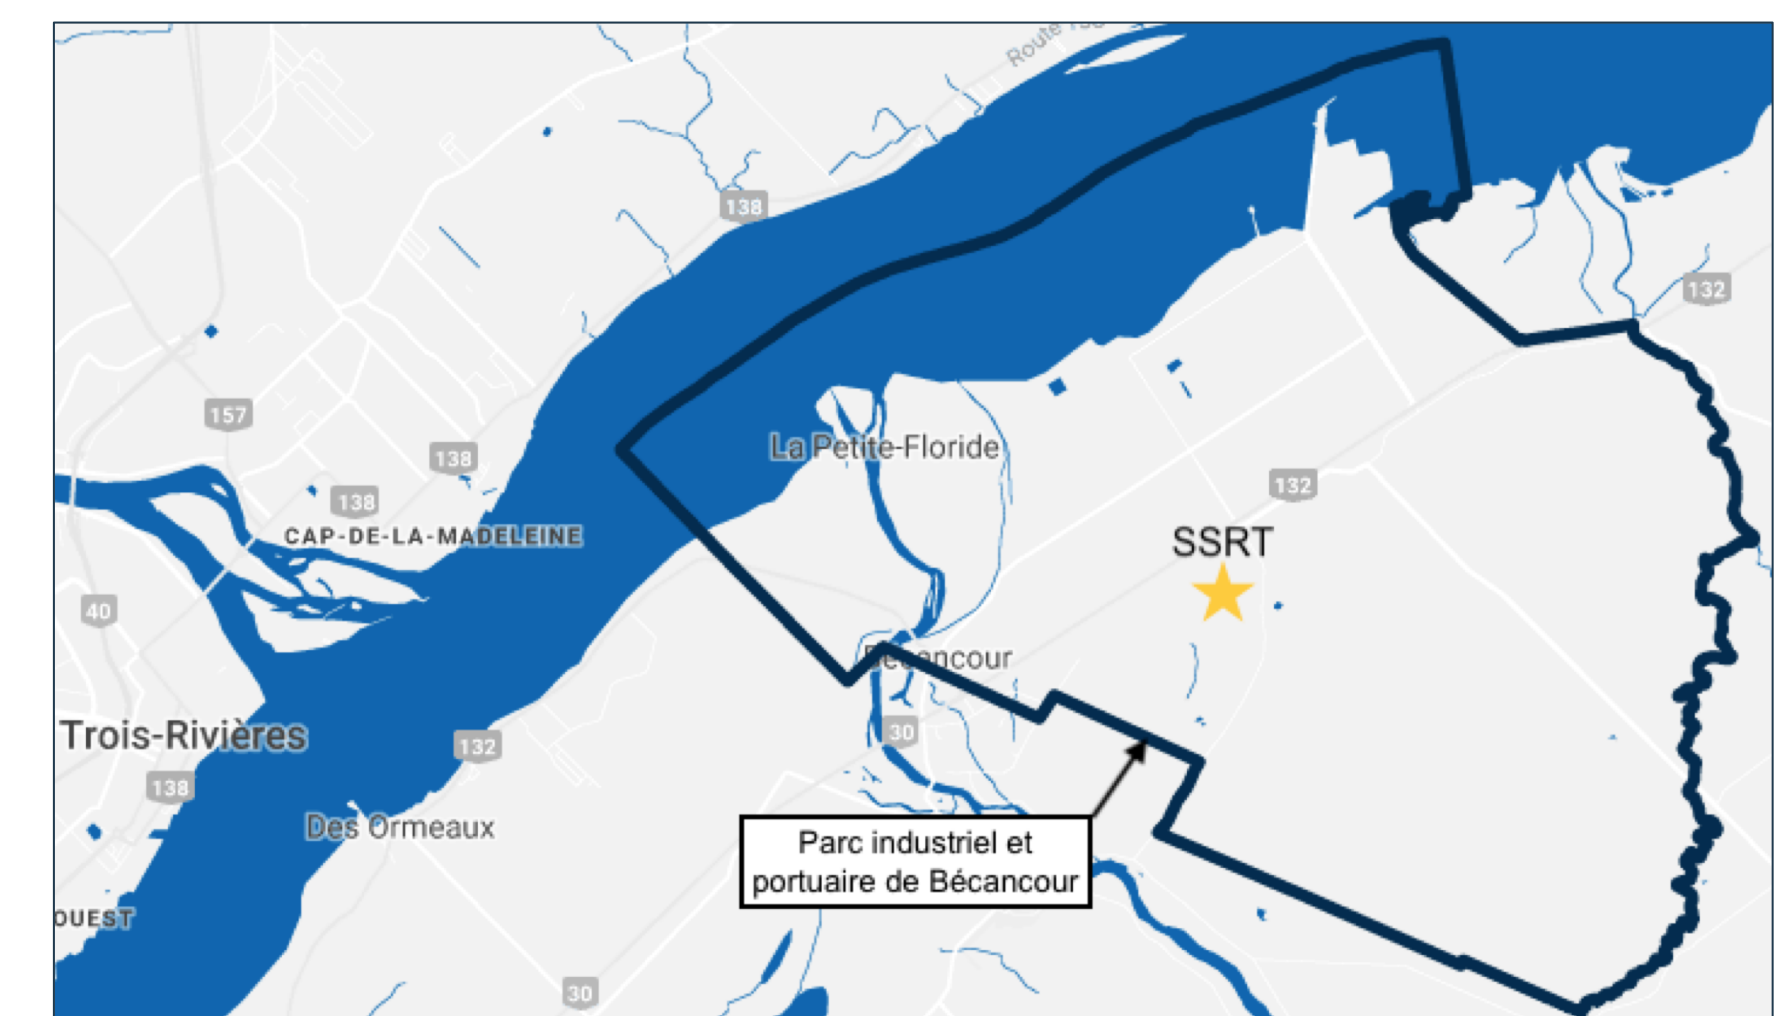 Route 138
138
132
157
La Petite-Floride
138
132
138
CAP-DE-LA-MADELEINE
SSRT
40
Bécancour
Trois-Rivières
30
132
138
Des Ormeaux
Parc industriel et
portuaire de Bécancour
OUEST
30